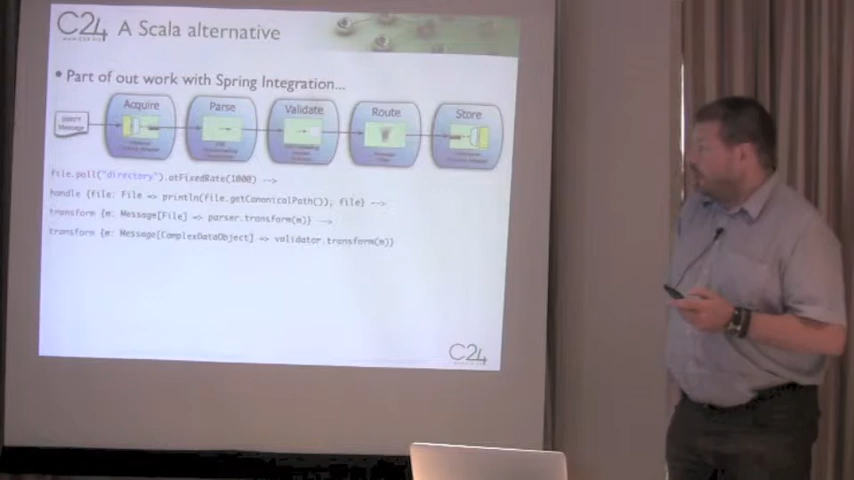 C24 A Scala alternative
• Part of out work with Spring Integration...
Acquire Parse Validate Route Store
Message
file.poll("directory").atFixedRate(1000) -->
handle {file: File => println(file.getCanonicalPath()), file} -->
transform {m: Message[File] => parser.transform(m)} -->
transform {m: Message[ComplexDataObject] => validator.transform(m)}
C24